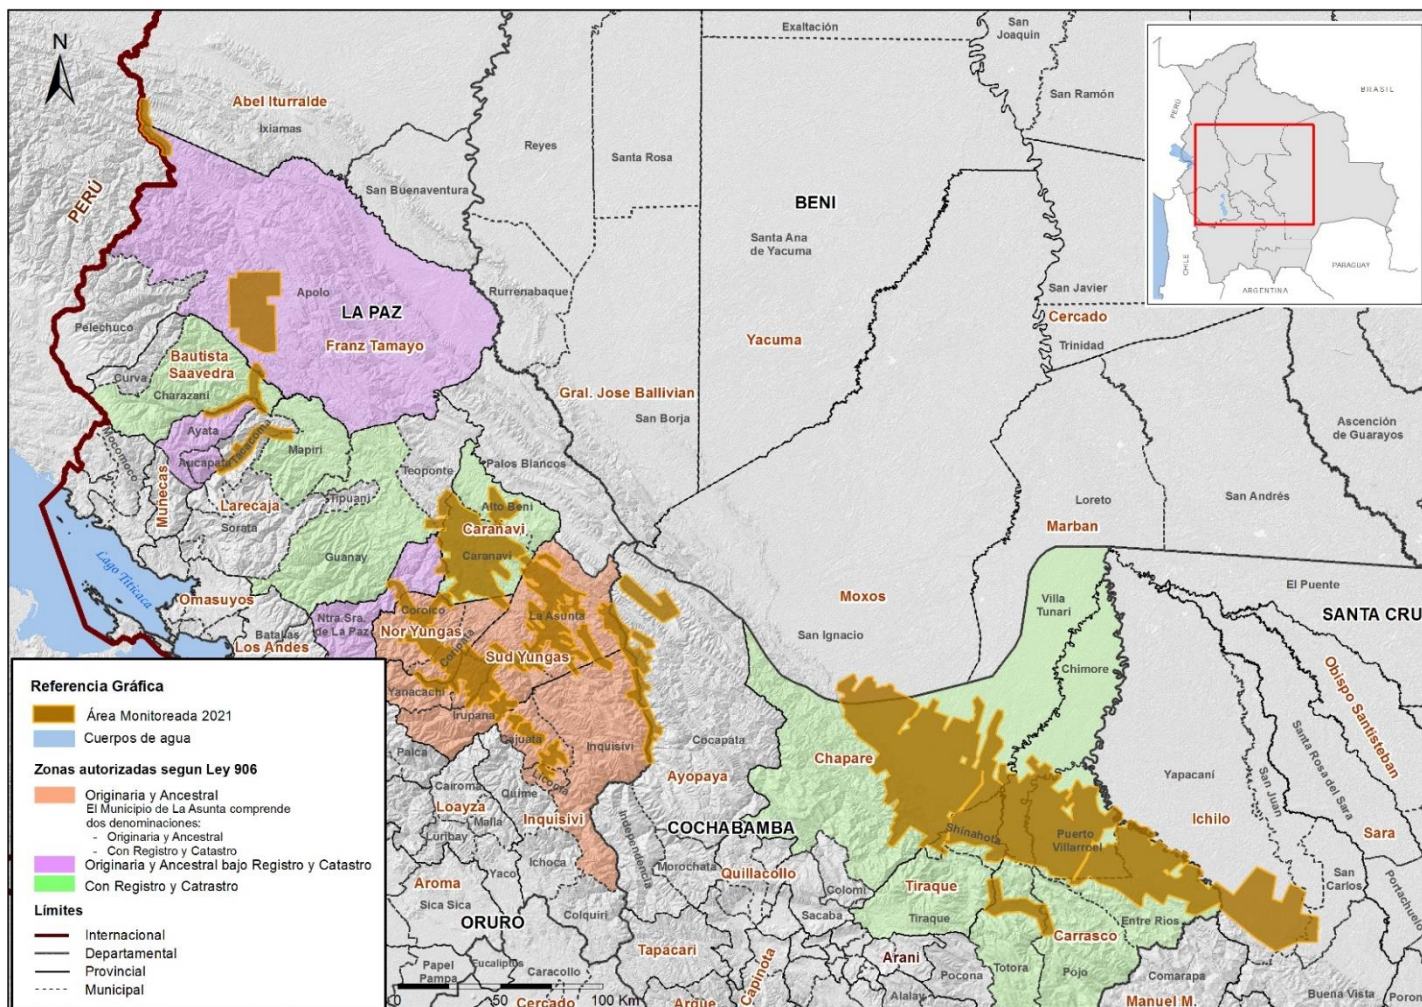 N
Exaltación
San
Joaquin
San Ramón
Abel Iturralde
Ixiamas
Reyes
Santa Rosa
San Buenaventura
PERÚ
BENI
Santa Ana
de Yacuma
Rurrenabaque
Apolo
LA PAZ
Franz Tamayo
Pelechuco
Bautista
Saavedra
Curva
Charazani
Yacuma
San Javier
Cercado
Trinidad
Gral. Jose Ballivian
San Borja
Ascención
de Guarayos
Ayata
Aucapata
Tacacoma
Mocomoco
Muñecas
Mapiri
Teoponte
Palos Blancos
Larecaja
Tipuani
Sorata
Alto Beni
Caranavi
Caranavi
Guanay
Loreto
Marban
San Andrés
Lago Titicaca
Omasuyos
Batallas
Los Andes
Ntra.Sra.
de La Paz
Coroico
Nor Yungas
Coripata
La Asunta
Sud Yungas
Yanacachi
Irupana
Cajuata
Licoma
Inquisivi
Palca
Cairoma
Loayza
Quime
Malla
Luribay
Inquisivi
Yaco
Ichoca
Aroma
Sica Sica
ORURO
Colquiri
Papel
Pampa
Eucaliptus
Caracollo
Cercado
Moxos
San Ignacio
Villa
Tunari
Chimore
El Puente
SANTA CRU
Obispo Santisteban
Santa Rosa del Sara
San Juan
Yapacaní
Ichilo
Sara
San
Carlos
Portachuelo
Buena Vista
Cocapata
Ayopaya
COCHABAMBA
Independencia
Morochata
Quillacollo
Colomi
Sacaba
Tapacari
Capinota
Arque
Chapare
Shinahota
Puerto
Villarroel
Tiraque
Tiraque
Entre Rios
Carrasco
Arani
Totora
Pojo
Pocona
Alalay
Comarapa
Manuel M.
0 50 100 Km
BRASIL
PERÚ
CHILE
PARAGUAY
ARGENTINA
Referencia Gráfica
Área Monitoreada 2021
Cuerpos de agua
Zonas autorizadas segun Ley 906
Originaria y Ancestral
El Municipio de La Asunta comprende
dos denominaciones:
- Originaria y Ancestral
- Con Registro y Catastro
Originaria y Ancestral bajo Registro y Catastro
Con Registro y Catrastro
Límites
Internacional
Departamental
Provincial
Municipal